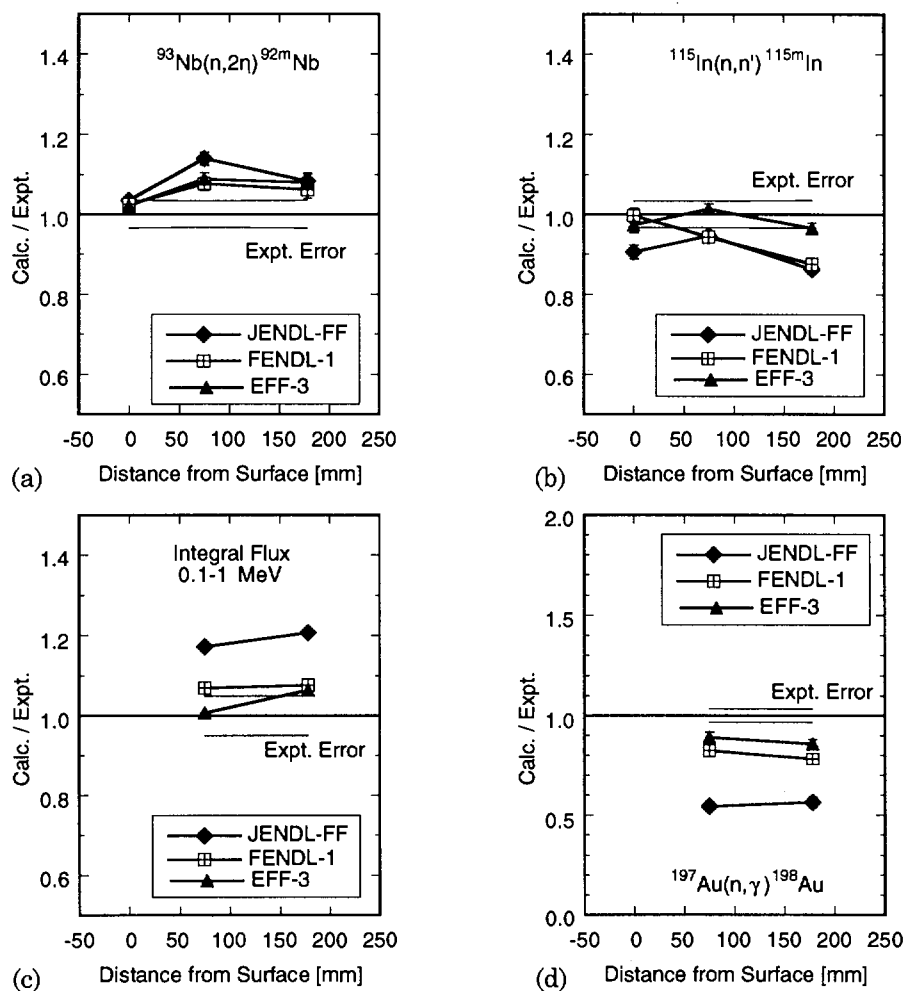 1.4
1.2
1.0
0.8
0.6
Calc. / Expt.
⁹³Nb(n,2η)⁹²ᵐNb
Expt. Error
JENDL-FF
FENDL-1
EFF-3
-50 0 50 100 150 200 250
(a) Distance from Surface [mm]
1.4
1.2
1.0
0.8
0.6
Calc. / Expt.
¹¹⁵In(n,n')¹¹⁵ᵐIn
Expt. Error
JENDL-FF
FENDL-1
EFF-3
-50 0 50 100 150 200 250
(b) Distance from Surface [mm]
1.4
1.2
1.0
0.8
0.6
Calc. / Expt.
Integral Flux
0.1-1 MeV
Expt. Error
JENDL-FF
FENDL-1
EFF-3
-50 0 50 100 150 200 250
(c) Distance from Surface [mm]
2.0
1.5
1.0
0.5
0.0
Calc. / Expt.
JENDL-FF
FENDL-1
EFF-3
Expt. Error
¹⁹⁷Au(n,γ)¹⁹⁸Au
-50 0 50 100 150 200 250
(d) Distance from Surface [mm]